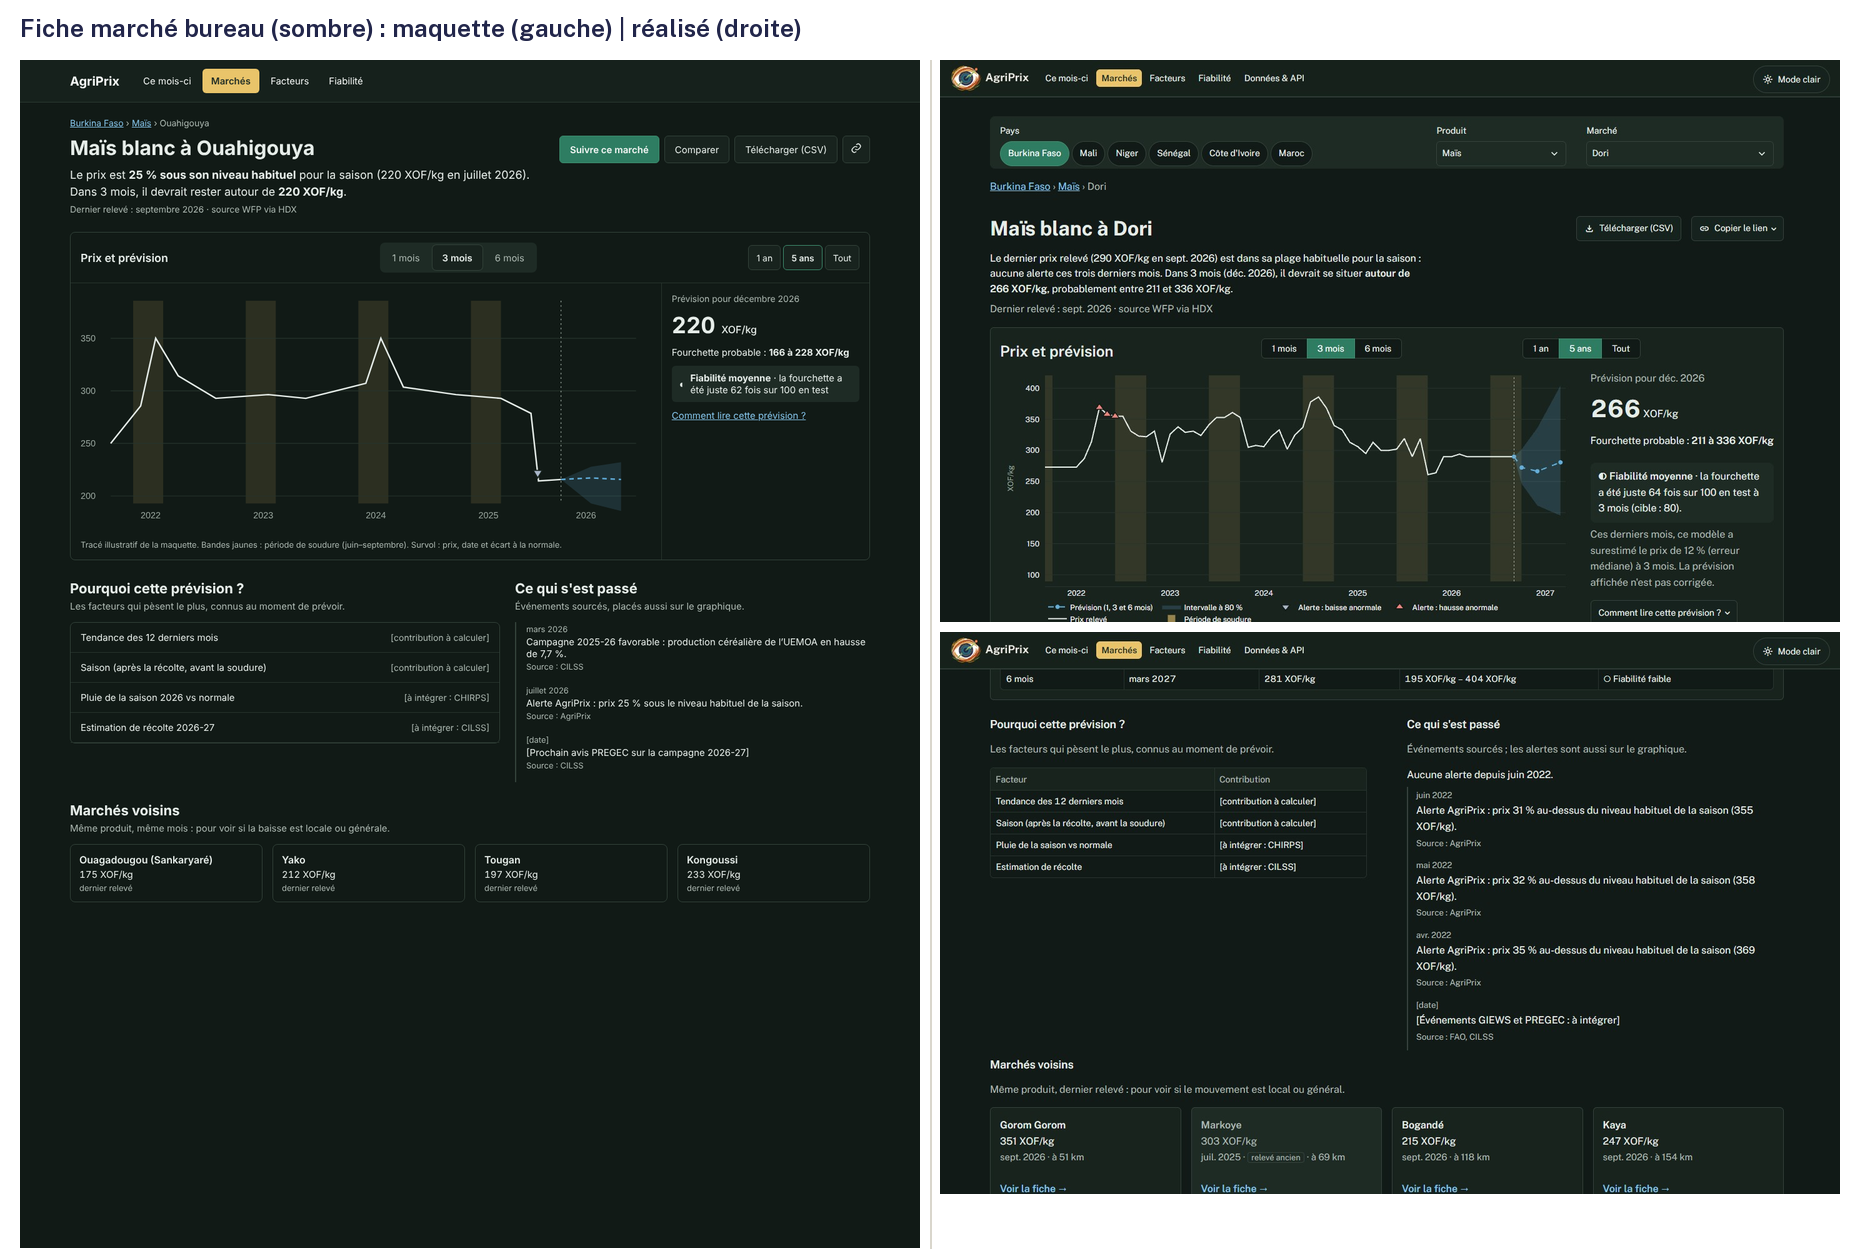 Fiche marché bureau (sombre) : maquette (gauche) | réalisé (droite)
AgriPrix Ce mois-ci Marchés Facteurs Fiabilité
Burkina Faso › Maïs › Ouahigouya
Maïs blanc à Ouahigouya
Suivre ce marché Comparer Télécharger (CSV)
Le prix est 25 % sous son niveau habituel pour la saison (220 XOF/kg en juillet 2026).
Dans 3 mois, il devrait rester autour de 220 XOF/kg.
Dernier relevé : septembre 2026 · source WFP via HDX
Prix et prévision
1 mois 3 mois 6 mois
1 an 5 ans Tout
350
300
250
200
2022 2023 2024 2025 2026
Prévision pour décembre 2026
220 XOF/kg
Fourchette probable : 166 à 228 XOF/kg
Fiabilité moyenne · la fourchette a
été juste 62 fois sur 100 en test
Comment lire cette prévision ?
Tracé illustratif de la maquette. Bandes jaunes : période de soudure (juin–septembre). Survol : prix, date et écart à la normale.
Pourquoi cette prévision ?
Les facteurs qui pèsent le plus, connus au moment de prévoir.
Tendance des 12 derniers mois [contribution à calculer]
Saison (après la récolte, avant la soudure) [contribution à calculer]
Pluie de la saison 2026 vs normale [à intégrer : CHIRPS]
Estimation de récolte 2026-27 [à intégrer : CILSS]
Ce qui s'est passé
Événements sourcés, placés aussi sur le graphique.
mars 2026
Campagne 2025-26 favorable : production céréalière de l'UEMOA en hausse
de 7,7 %.
Source : CILSS
juillet 2026
Alerte AgriPrix : prix 25 % sous le niveau habituel de la saison.
Source : AgriPrix
[date]
[Prochain avis PREGEC sur la campagne 2026-27]
Source : CILSS
Marchés voisins
Même produit, même mois : pour voir si la baisse est locale ou générale.
Ouagadougou (Sankaryaré)
175 XOF/kg
dernier relevé
Yako
212 XOF/kg
dernier relevé
Tougan
197 XOF/kg
dernier relevé
Kongoussi
233 XOF/kg
dernier relevé
AgriPrix Ce mois-ci Marchés Facteurs Fiabilité Données & API Mode clair
Pays
Burkina Faso Mali Niger Sénégal Côte d'Ivoire Maroc
Produit
Maïs
Marché
Dori
Burkina Faso › Maïs › Dori
Maïs blanc à Dori
Télécharger (CSV) Copier le lien
Le dernier prix relevé (290 XOF/kg en sept. 2026) est dans sa plage habituelle pour la saison :
aucune alerte ces trois derniers mois. Dans 3 mois (déc. 2026), il devrait se situer autour de
266 XOF/kg, probablement entre 211 et 336 XOF/kg.
Dernier relevé : sept. 2026 · source WFP via HDX
Prix et prévision
1 mois 3 mois 6 mois
1 an 5 ans Tout
XOF/kg
400
350
300
250
200
150
100
2022 2023 2024 2025 2026 2027
Prévision (1, 3 et 6 mois) Intervalle à 80 % Alerte : baisse anormale Alerte : hausse anormale
Prix relevé Période de soudure
Prévision pour déc. 2026
266 XOF/kg
Fourchette probable : 211 à 336 XOF/kg
Fiabilité moyenne · la fourchette
a été juste 64 fois sur 100 en test à
3 mois (cible : 80).
Ces derniers mois, ce modèle a
surestimé le prix de 12 % (erreur
médiane) à 3 mois. La prévision
affichée n'est pas corrigée.
Comment lire cette prévision ?
AgriPrix Ce mois-ci Marchés Facteurs Fiabilité Données & API Mode clair
6 mois mars 2027 281 XOF/kg 195 XOF/kg – 404 XOF/kg Fiabilité faible
Pourquoi cette prévision ?
Les facteurs qui pèsent le plus, connus au moment de prévoir.
Facteur Contribution
Tendance des 12 derniers mois [contribution à calculer]
Saison (après la récolte, avant la soudure) [contribution à calculer]
Pluie de la saison vs normale [à intégrer : CHIRPS]
Estimation de récolte [à intégrer : CILSS]
Ce qui s'est passé
Événements sourcés ; les alertes sont aussi sur le graphique.
Aucune alerte depuis juin 2022.
juin 2022
Alerte AgriPrix : prix 31 % au-dessus du niveau habituel de la saison (355
XOF/kg).
Source : AgriPrix
mai 2022
Alerte AgriPrix : prix 32 % au-dessus du niveau habituel de la saison (358
XOF/kg).
Source : AgriPrix
avr. 2022
Alerte AgriPrix : prix 35 % au-dessus du niveau habituel de la saison (369
XOF/kg).
Source : AgriPrix
[date]
[Événements GIEWS et PREGEC : à intégrer]
Source : FAO, CILSS
Marchés voisins
Même produit, dernier relevé : pour voir si le mouvement est local ou général.
Gorom Gorom
351 XOF/kg
sept. 2026 · à 51 km
Voir la fiche →
Markoye
303 XOF/kg
juil. 2025 · relevé ancien · à 69 km
Voir la fiche →
Bogandé
215 XOF/kg
sept. 2026 · à 118 km
Voir la fiche →
Kaya
247 XOF/kg
sept. 2026 · à 154 km
Voir la fiche →